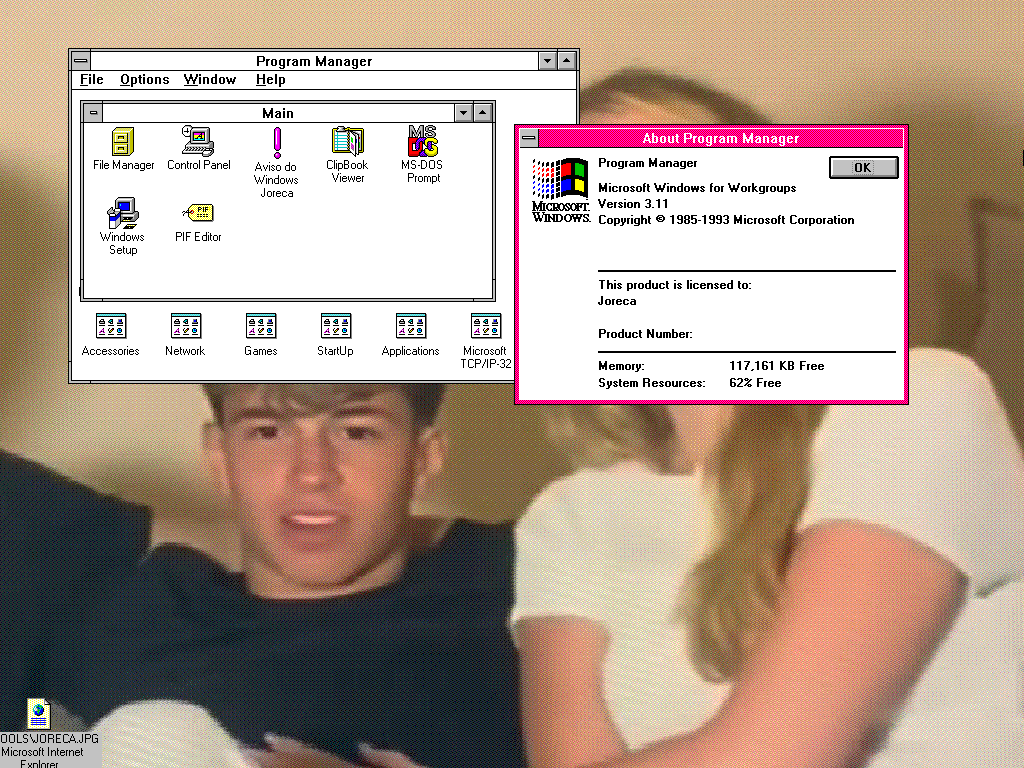 Program Manager
File Options Window Help
Main
File Manager
Control Panel
Aviso do
Windows
Joreca
ClipBook
Viewer
MS-DOS
Prompt
MS
DOS
Windows
Setup
PIF
PIF Editor
Accessories
Network
Games
StartUp
Applications
Microsoft
TCP/IP-32
About Program Manager
MICROSOFT.
WINDOWS.
Program Manager
OK
Microsoft Windows for Workgroups
Version 3.11
Copyright © 1985-1993 Microsoft Corporation
This product is licensed to:
Joreca
Product Number:
Memory: 117,161 KB Free
System Resources: 62% Free
OOLS\JORECA.JPG
Microsoft Internet
Explorer